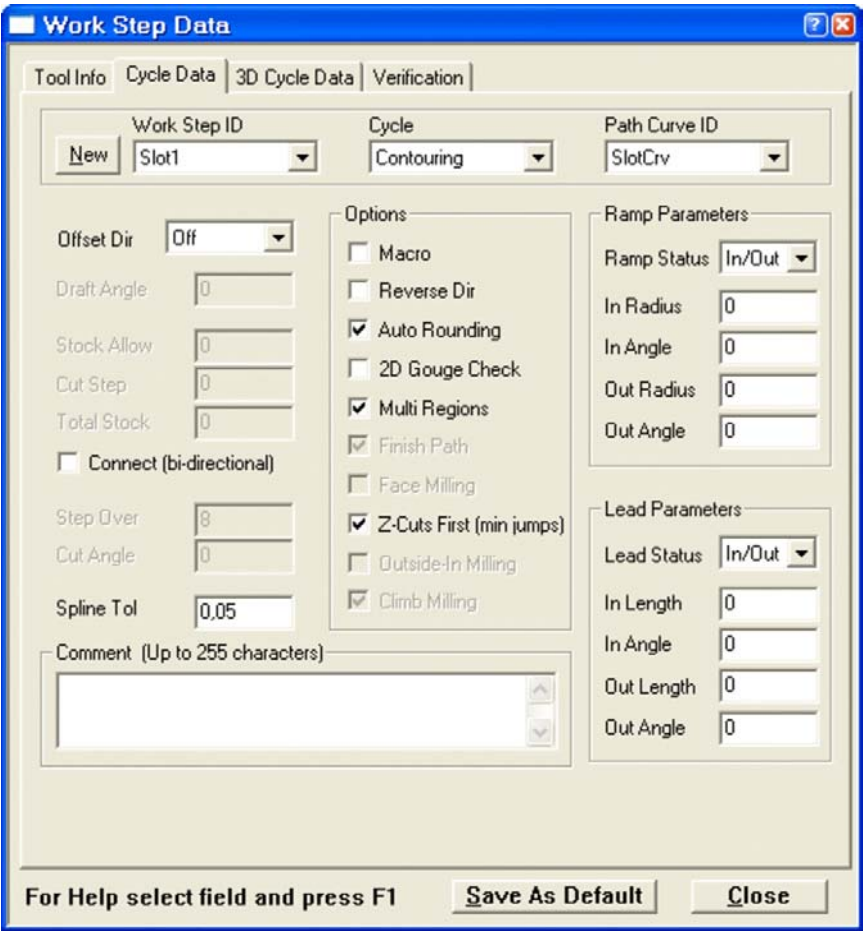 Work Step Data
Tool Info Cycle Data 3D Cycle Data Verification
Work Step ID Cycle Path Curve ID
New Slot1 Contouring SlotCrv
Offset Dir Off
Draft Angle 0
Stock Allow 0
Cut Step 0
Total Stock 0
Connect (bi-directional)
Step Over 8
Cut Angle 0
Spline Tol 0,05
Options
Macro
Reverse Dir
Auto Rounding
2D Gouge Check
Multi Regions
Finish Path
Face Milling
Z-Cuts First (min jumps)
Outside-In Milling
Climb Milling
Ramp Parameters
Ramp Status In/Out
In Radius 0
In Angle 0
Out Radius 0
Out Angle 0
Lead Parameters
Lead Status In/Out
In Length 0
In Angle 0
Out Length 0
Out Angle 0
Comment (Up to 255 characters)
For Help select field and press F1 Save As Default Close